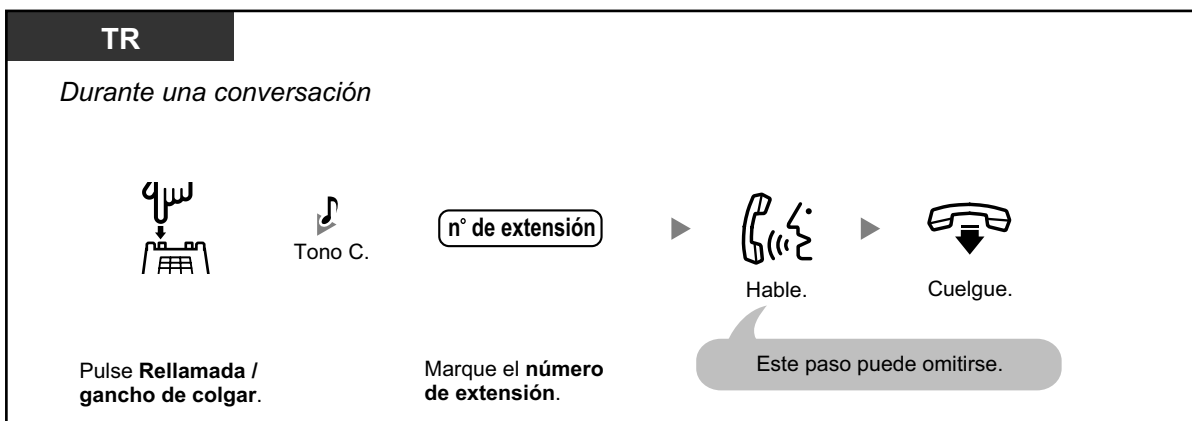 TR
Durante una conversación
n° de extensión
Tono C.
Hable.
Cuelgue.
Este paso puede omitirse.
Pulse Rellamada /
gancho de colgar.
Marque el número
de extensión.